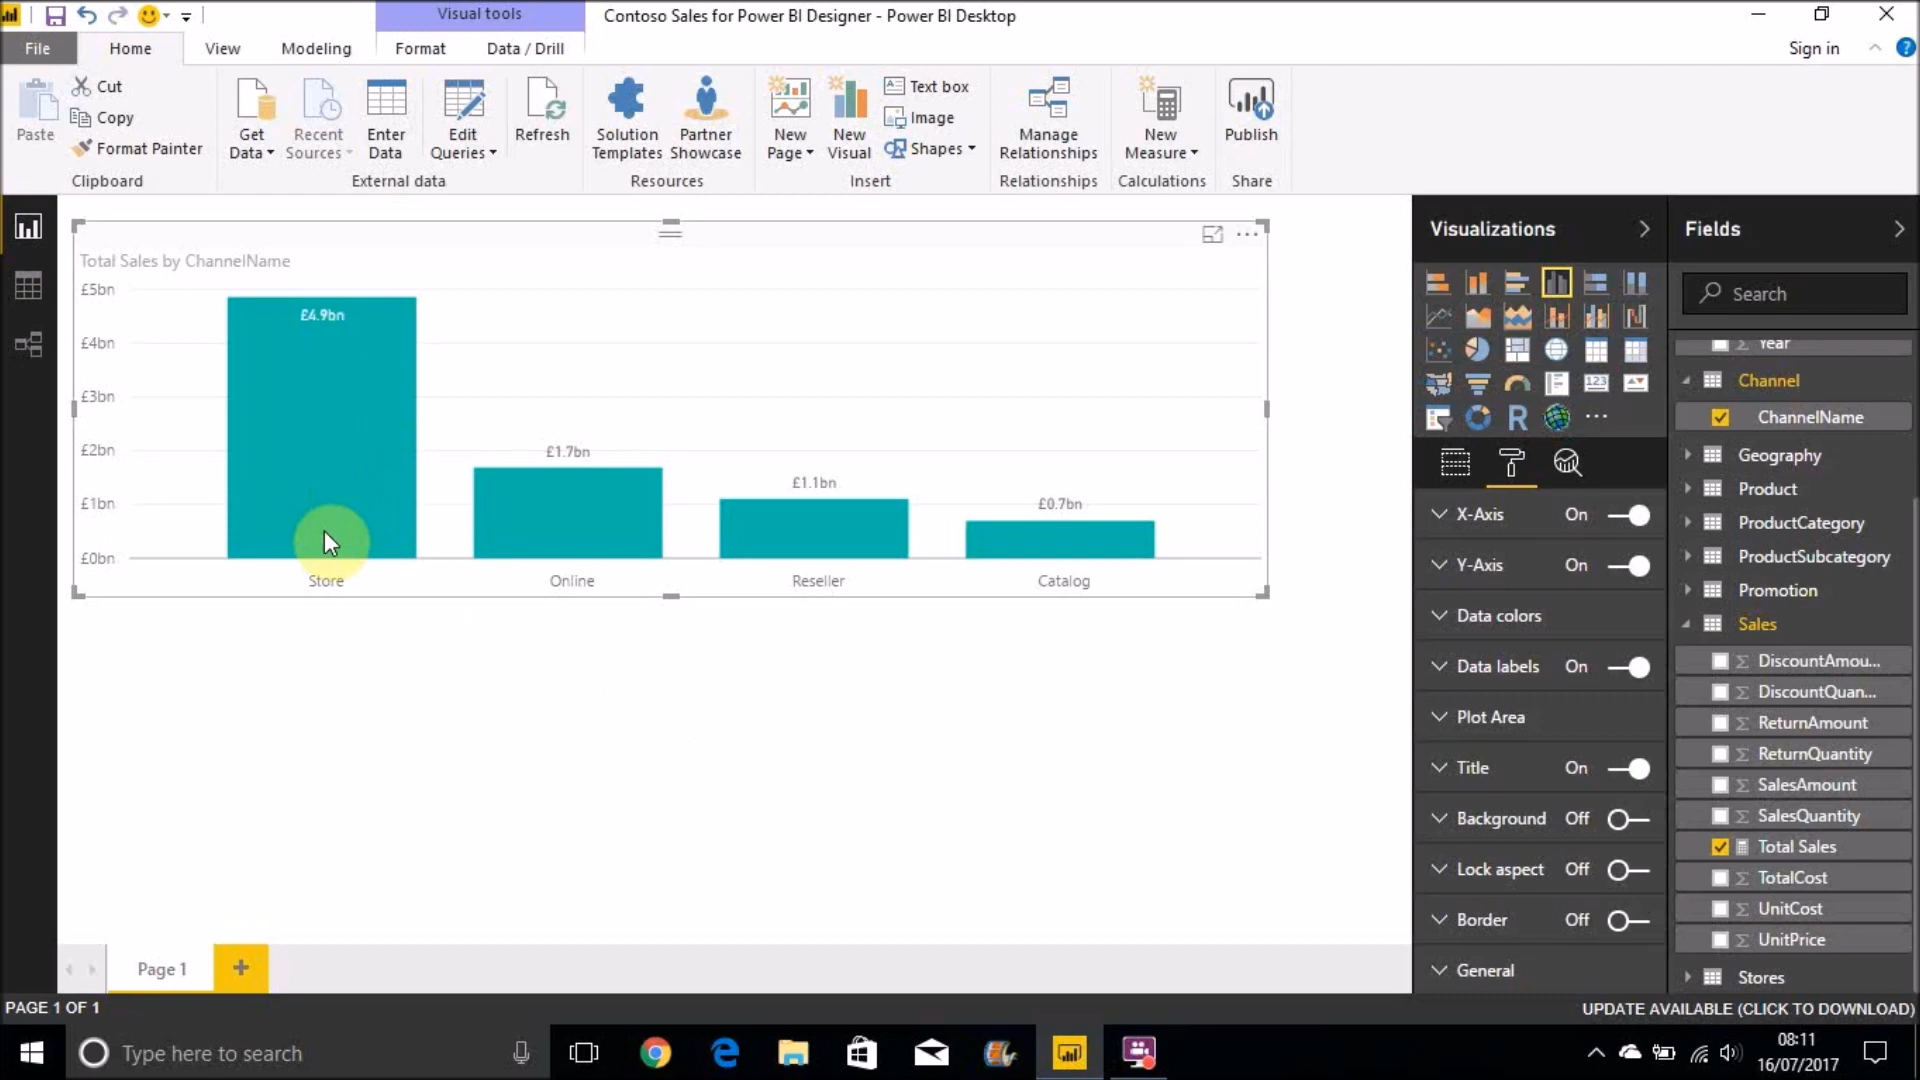 Visual tools
Contoso Sales for Power BI Designer - Power BI Desktop
File
Home
View
Modeling
Format
Data / Drill
Sign in
?
Paste
Cut
Copy
Format Painter
Clipboard
Get
Data
Recent
Sources
Enter
Data
Edit
Queries
Refresh
External data
Solution
Templates
Partner
Showcase
Resources
New
Page
New
Visual
Text box
Image
Shapes
Insert
Manage
Relationships
Relationships
New
Measure
Calculations
Publish
Share
Total Sales by ChannelName
£5bn
£4bn
£3bn
£2bn
£1bn
£0bn
£4.9bn
£1.7bn
£1.1bn
£0.7bn
Store
Online
Reseller
Catalog
Visualizations
123
R
X-Axis On
Y-Axis On
Data colors
Data labels On
Plot Area
Title On
Background Off
Lock aspect Off
Border Off
General
Fields
Search
Year
Channel
ChannelName
Geography
Product
ProductCategory
ProductSubcategory
Promotion
Sales
DiscountAmou...
DiscountQuan...
ReturnAmount
ReturnQuantity
SalesAmount
SalesQuantity
Total Sales
TotalCost
UnitCost
UnitPrice
Stores
Page 1
+
PAGE 1 OF 1
UPDATE AVAILABLE (CLICK TO DOWNLOAD)
Type here to search
08:11
16/07/2017